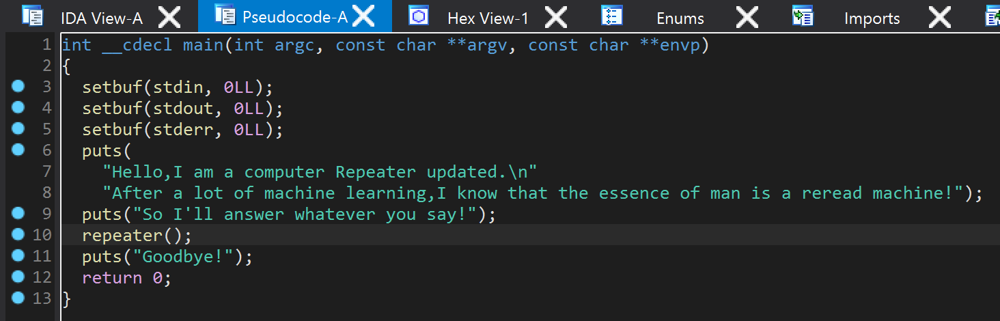 IDA View-A Pseudocode-A Hex View-1 Enums Imports
1 int __cdecl main(int argc, const char **argv, const char **envp)
2 {
3 setbuf(stdin, 0LL);
4 setbuf(stdout, 0LL);
5 setbuf(stderr, 0LL);
6 puts(
7 "Hello,I am a computer Repeater updated.\n"
8 "After a lot of machine learning,I know that the essence of man is a reread machine!");
9 puts("So I'll answer whatever you say!");
10 repeater();
11 puts("Goodbye!");
12 return 0;
13 }